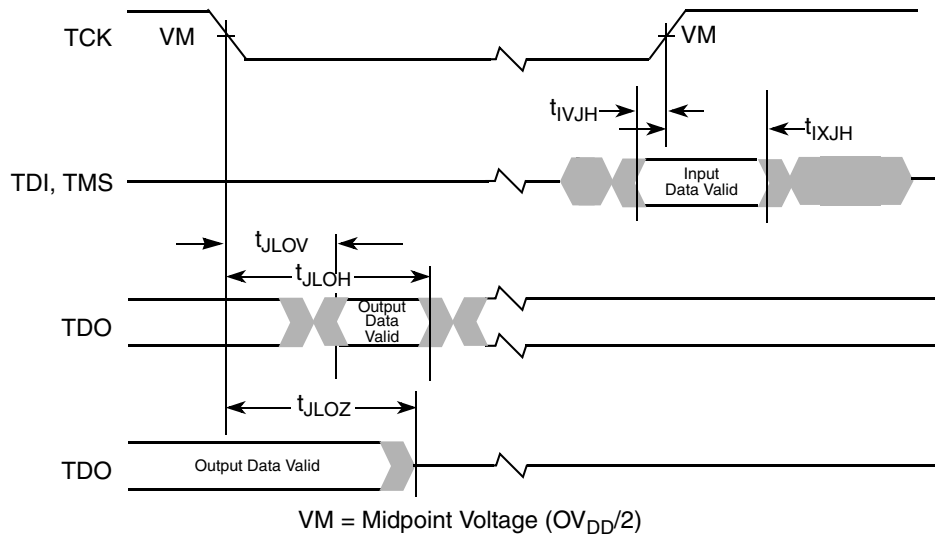 TCK
VM
VM
tIVJH
tIXJH
TDI, TMS
Input
Data Valid
tJLOV
tJLOH
TDO
Output
Data
Valid
tJLOZ
TDO
Output Data Valid
VM = Midpoint Voltage (OVDD/2)